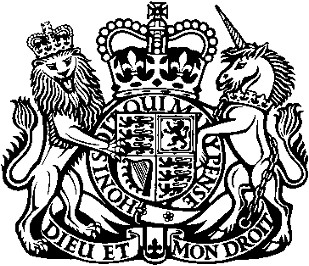 HONI SOIT QUI MAL Y PENSE
DIEU ET MON DROIT